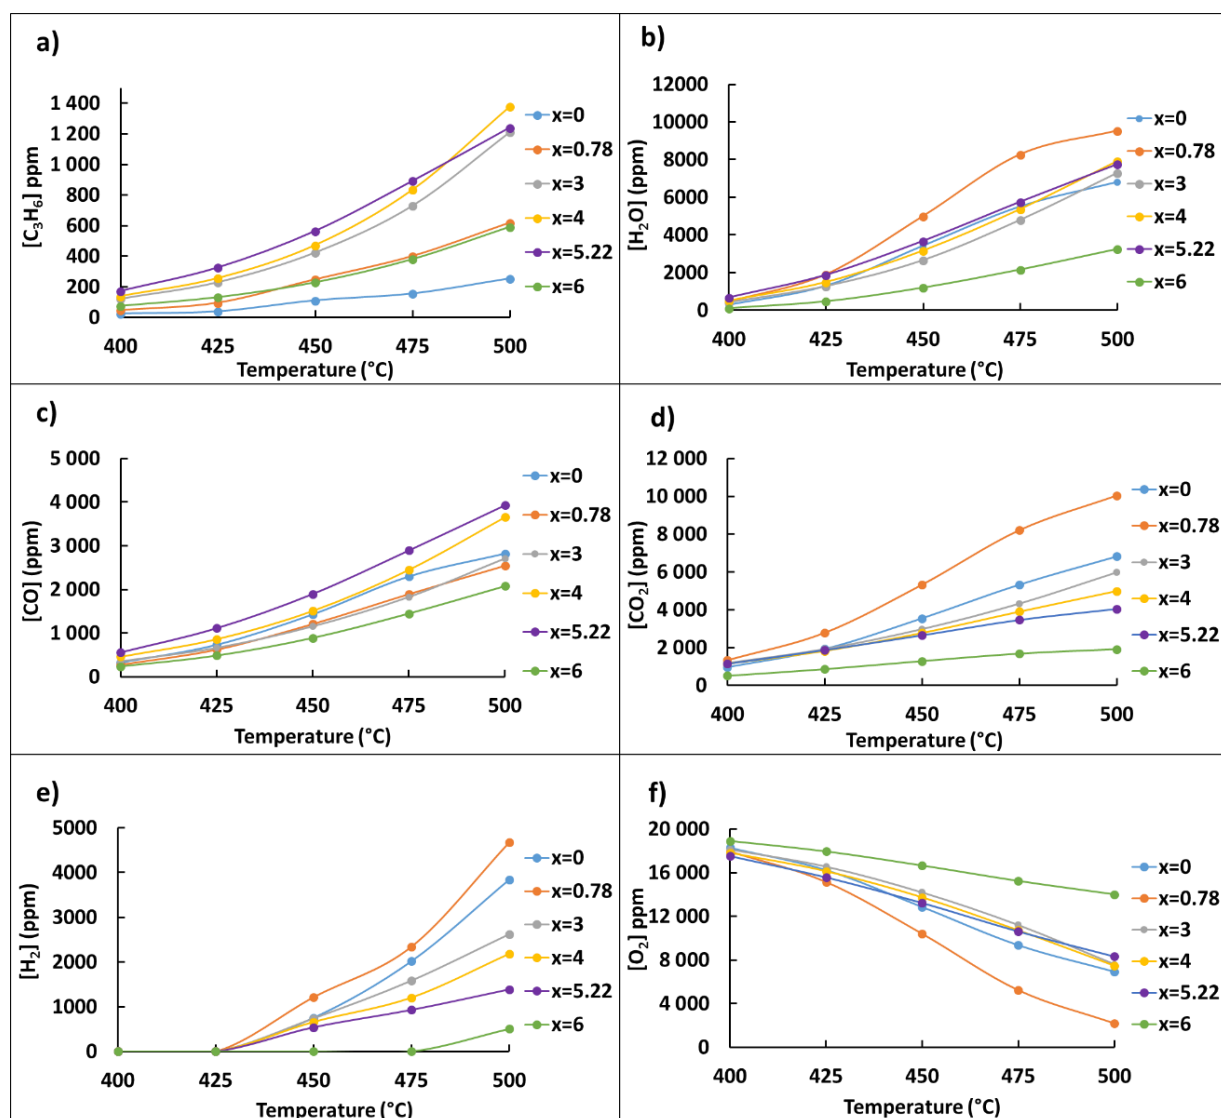 a)
[C3H6] ppm
1 400
1 200
1 000
800
600
400
200
0
400 425 450 475 500
Temperature (°C)
x=0
x=0.78
x=3
x=4
x=5.22
x=6
b)
[H2O] (ppm)
12000
10000
8000
6000
4000
2000
0
400 425 450 475 500
Temperature (°C)
x=0
x=0.78
x=3
x=4
x=5.22
x=6
c)
[CO] (ppm)
5 000
4 000
3 000
2 000
1 000
0
400 425 450 475 500
Temperature (°C)
x=0
x=0.78
x=3
x=4
x=5.22
x=6
d)
[CO2] (ppm)
12 000
10 000
8 000
6 000
4 000
2 000
0
400 425 450 475 500
Temperature (°C)
x=0
x=0.78
x=3
x=4
x=5.22
x=6
e)
[H2] (ppm)
5000
4000
3000
2000
1000
0
400 425 450 475 500
Temperature (°C)
x=0
x=0.78
x=3
x=4
x=5.22
x=6
f)
[O2] ppm
20 000
16 000
12 000
8 000
4 000
0
400 425 450 475 500
Temperature (°C)
x=0
x=0.78
x=3
x=4
x=5.22
x=6